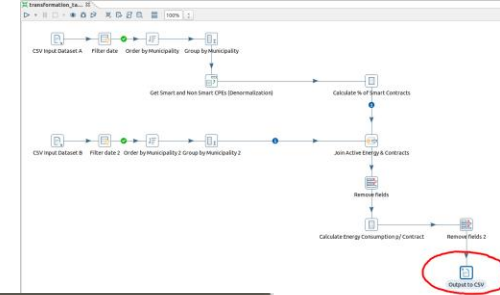 transformation_ta...
100%
CSV Input Dataset A
Filter date
Order by Municipality
Group by Municipality
Get Smart and Non Smart CPEs (Denormalization)
Calculate % of Smart Contracts
CSV Input Dataset B
Filter date 2
Order by Municipality 2
Group by Municipality 2
Join Active Energy & Contracts
Remove fields
Calculate Energy Consumption p/ Contract
Remove fields 2
Output to CSV